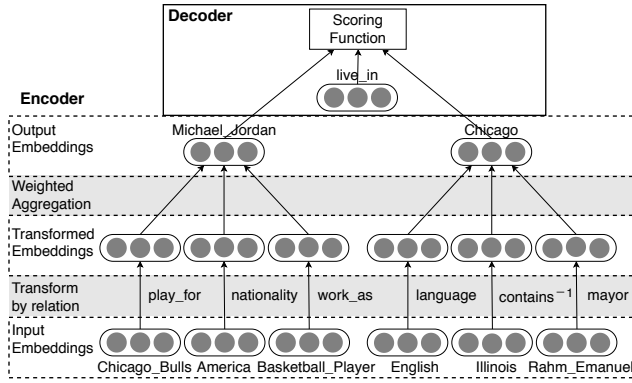 Decoder
Scoring
Function
live_in
Encoder
Output
Embeddings
Michael_Jordan
Chicago
Weighted
Aggregation
Transformed
Embeddings
Transform
by relation
play_for
nationality
work_as
language
contains⁻¹
mayor
Input
Embeddings
Chicago_Bulls America Basketball_Player English Illinois Rahm_Emanuel